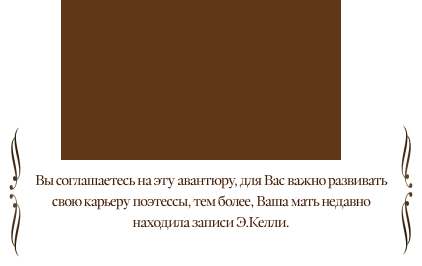 Вы соглашаетесь на эту авантюру, для Вас важно развивать
свою карьеру поэтессы, тем более, Ваша мать недавно
находила записи Э.Келли.